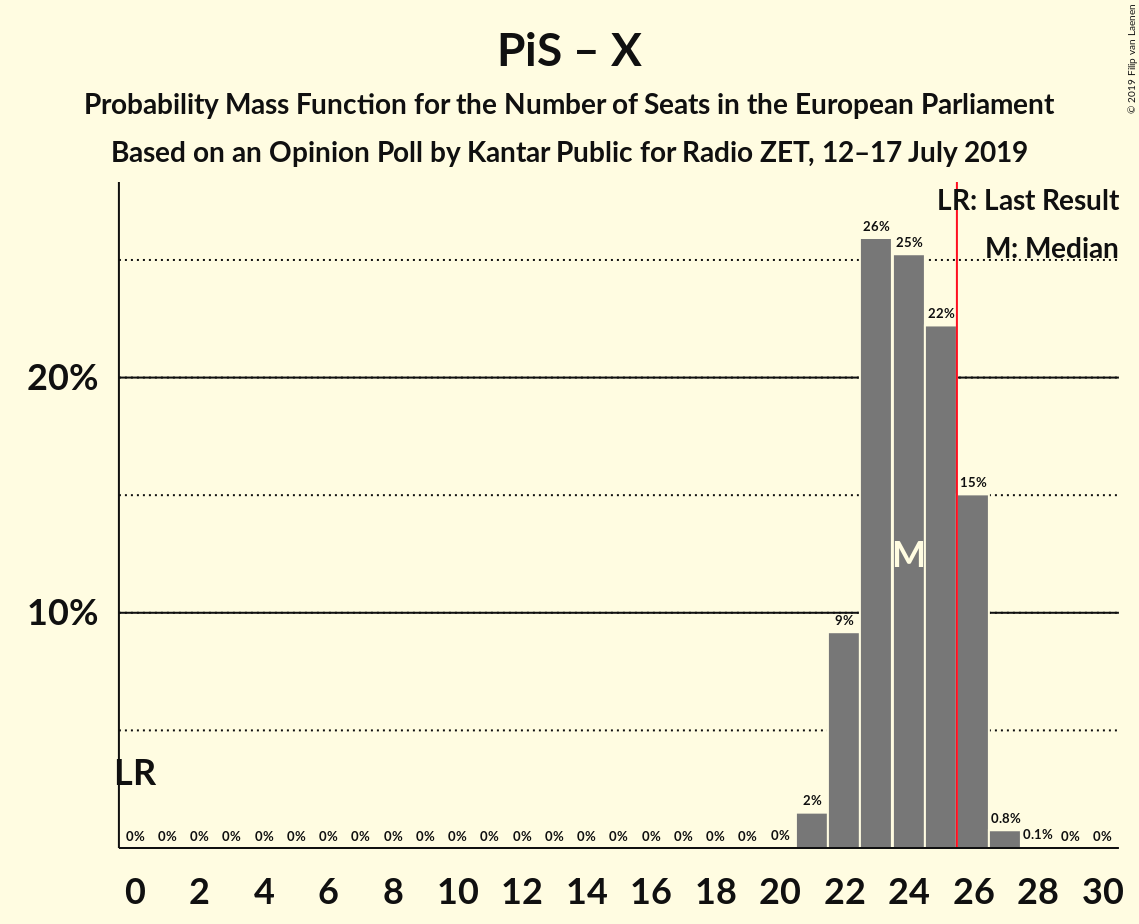 PiS – X
Probability Mass Function for the Number of Seats in the European Parliament
Based on an Opinion Poll by Kantar Public for Radio ZET, 12–17 July 2019
© 2019 Filip van Laenen
LR: Last Result
M: Median
26%
25%
22%
20%
15%
M
10%
9%
LR
2%
0.8%
0% 0% 0% 0% 0% 0% 0% 0% 0% 0% 0% 0% 0% 0% 0% 0% 0% 0% 0% 0% 0% 0.1% 0% 0%
0 2 4 6 8 10 12 14 16 18 20 22 24 26 28 30